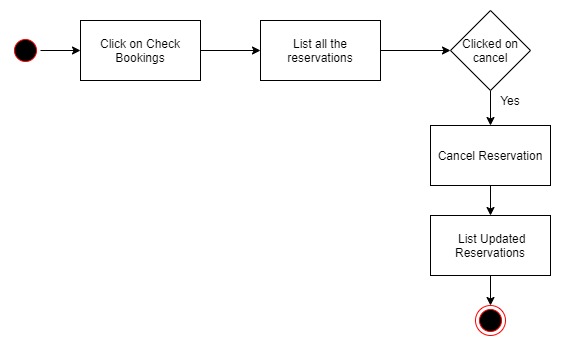 Click on Check
Bookings
List all the
reservations
Clicked on
cancel
Yes
Cancel Reservation
List Updated
Reservations